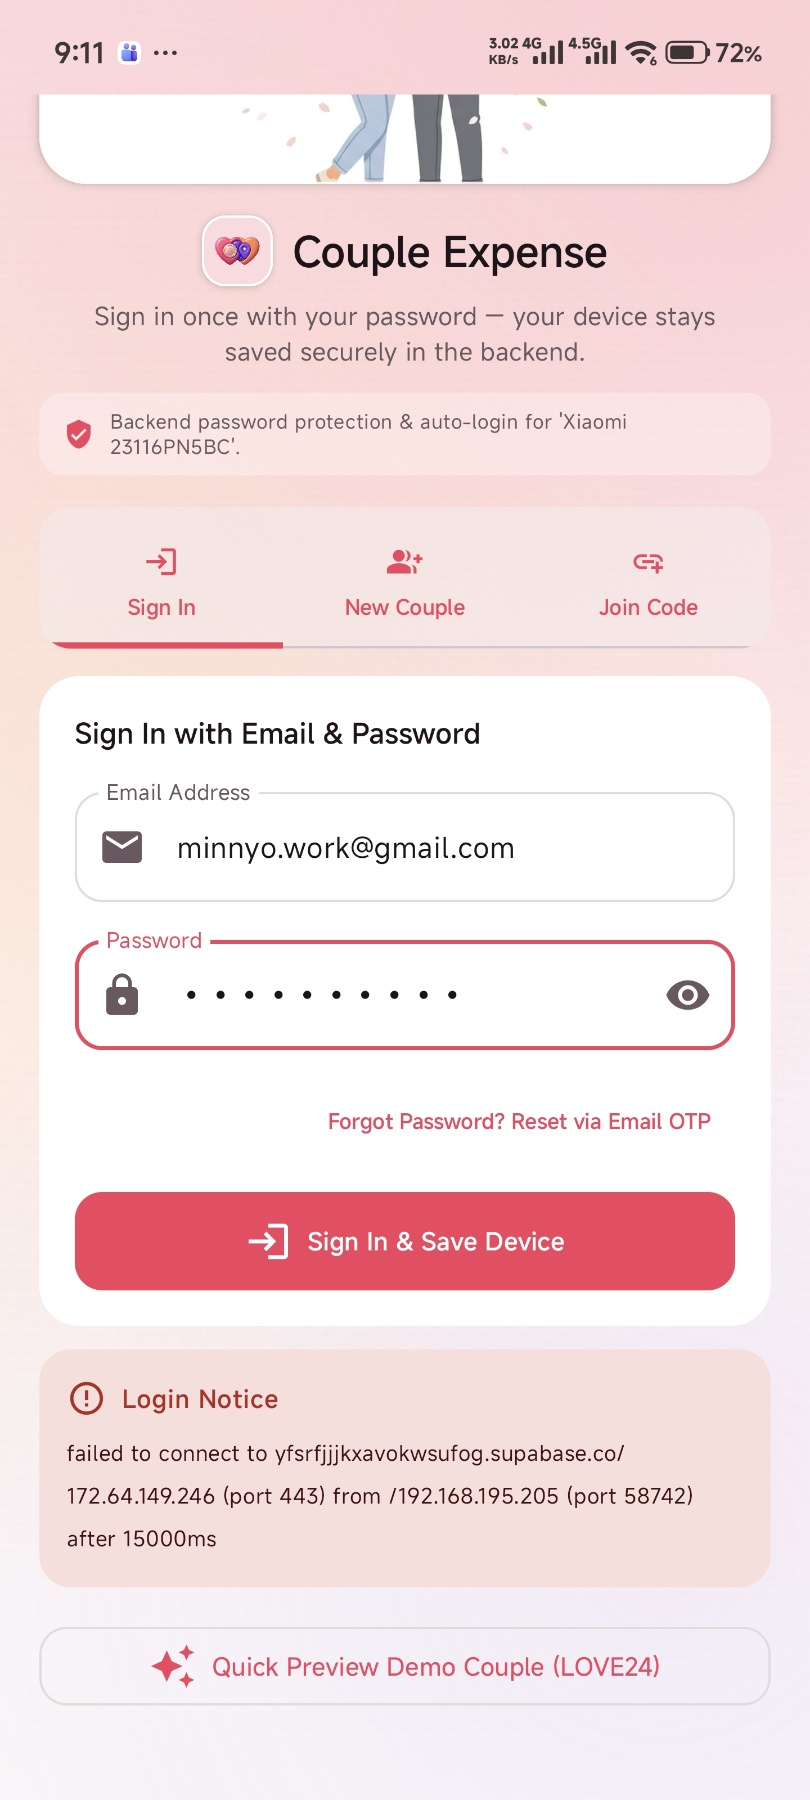 9:11 ...
3.02 4G 4.5G 6 72%
KB/s
Couple Expense
Sign in once with your password — your device stays
saved securely in the backend.
Backend password protection & auto-login for 'Xiaomi
23116PN5BC'.
Sign In New Couple Join Code
Sign In with Email & Password
Email Address
minnyo.work@gmail.com
Password
• • • • • • • • • •
Forgot Password? Reset via Email OTP
Sign In & Save Device
Login Notice
failed to connect to yfsrfjjjkxavokwsufog.supabase.co/
172.64.149.246 (port 443) from /192.168.195.205 (port 58742)
after 15000ms
Quick Preview Demo Couple (LOVE24)